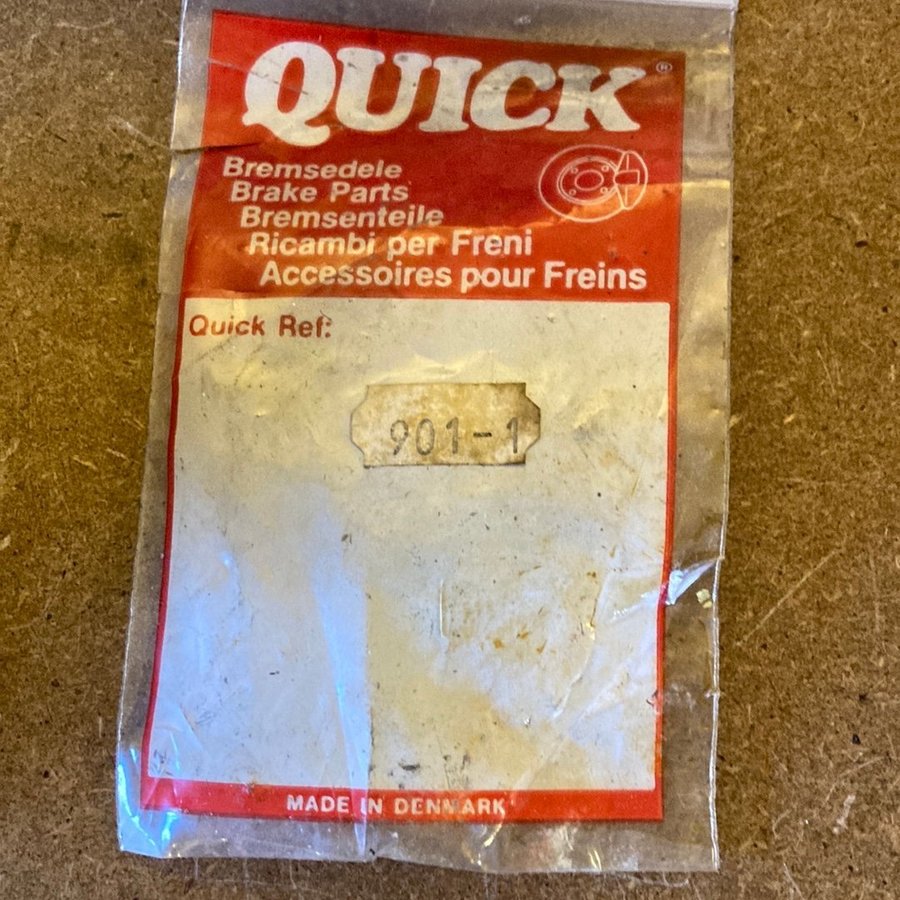 QUICK®
Bremsedele
Brake Parts
Bremsenteile
Ricambi per Freni
Accessoires pour Freins
Quick Ref:
901-1
MADE IN DENMARK